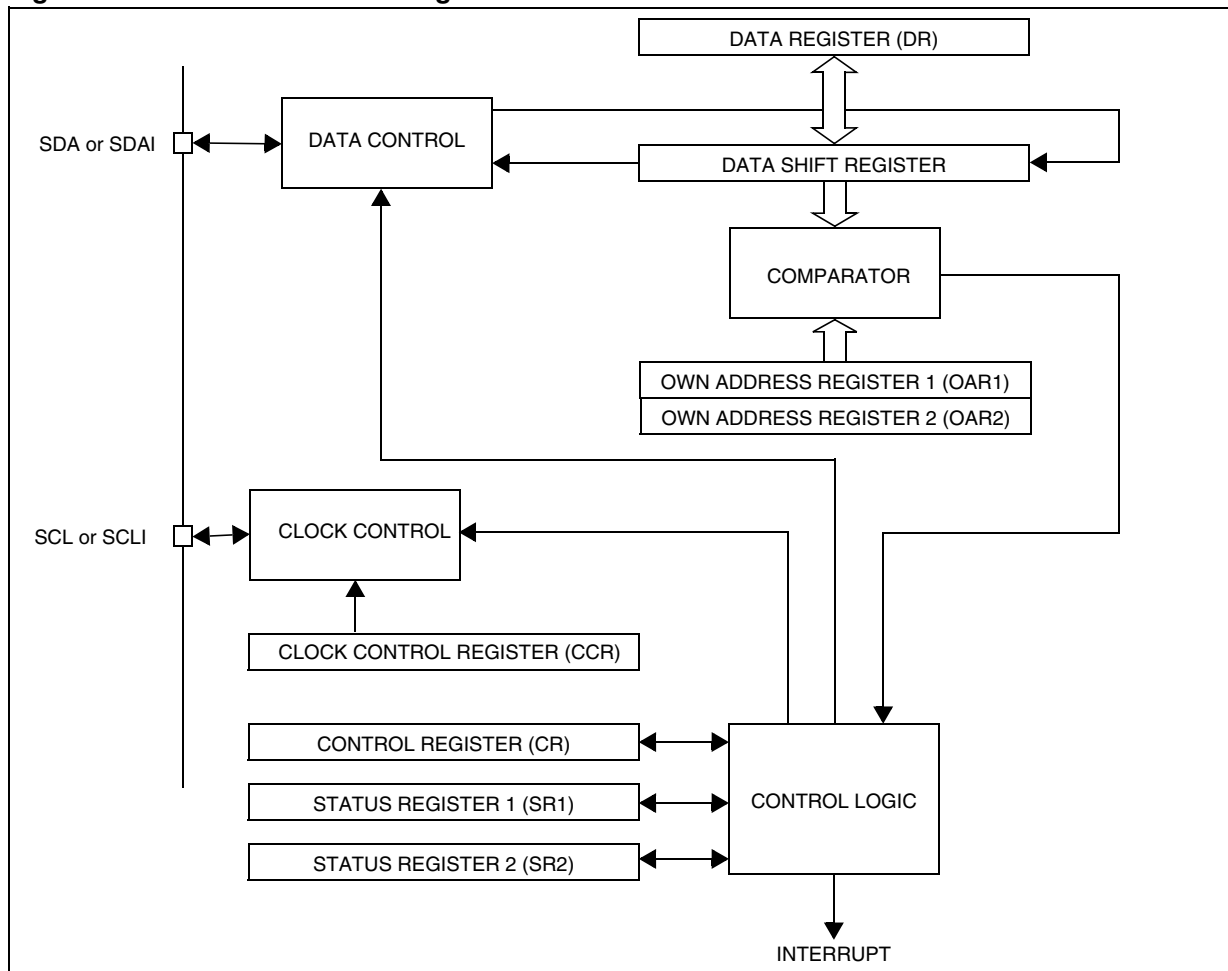 DATA REGISTER (DR)
SDA or SDAI
DATA CONTROL
DATA SHIFT REGISTER
COMPARATOR
OWN ADDRESS REGISTER 1 (OAR1)
OWN ADDRESS REGISTER 2 (OAR2)
SCL or SCLI
CLOCK CONTROL
CLOCK CONTROL REGISTER (CCR)
CONTROL REGISTER (CR)
STATUS REGISTER 1 (SR1)
CONTROL LOGIC
STATUS REGISTER 2 (SR2)
INTERRUPT